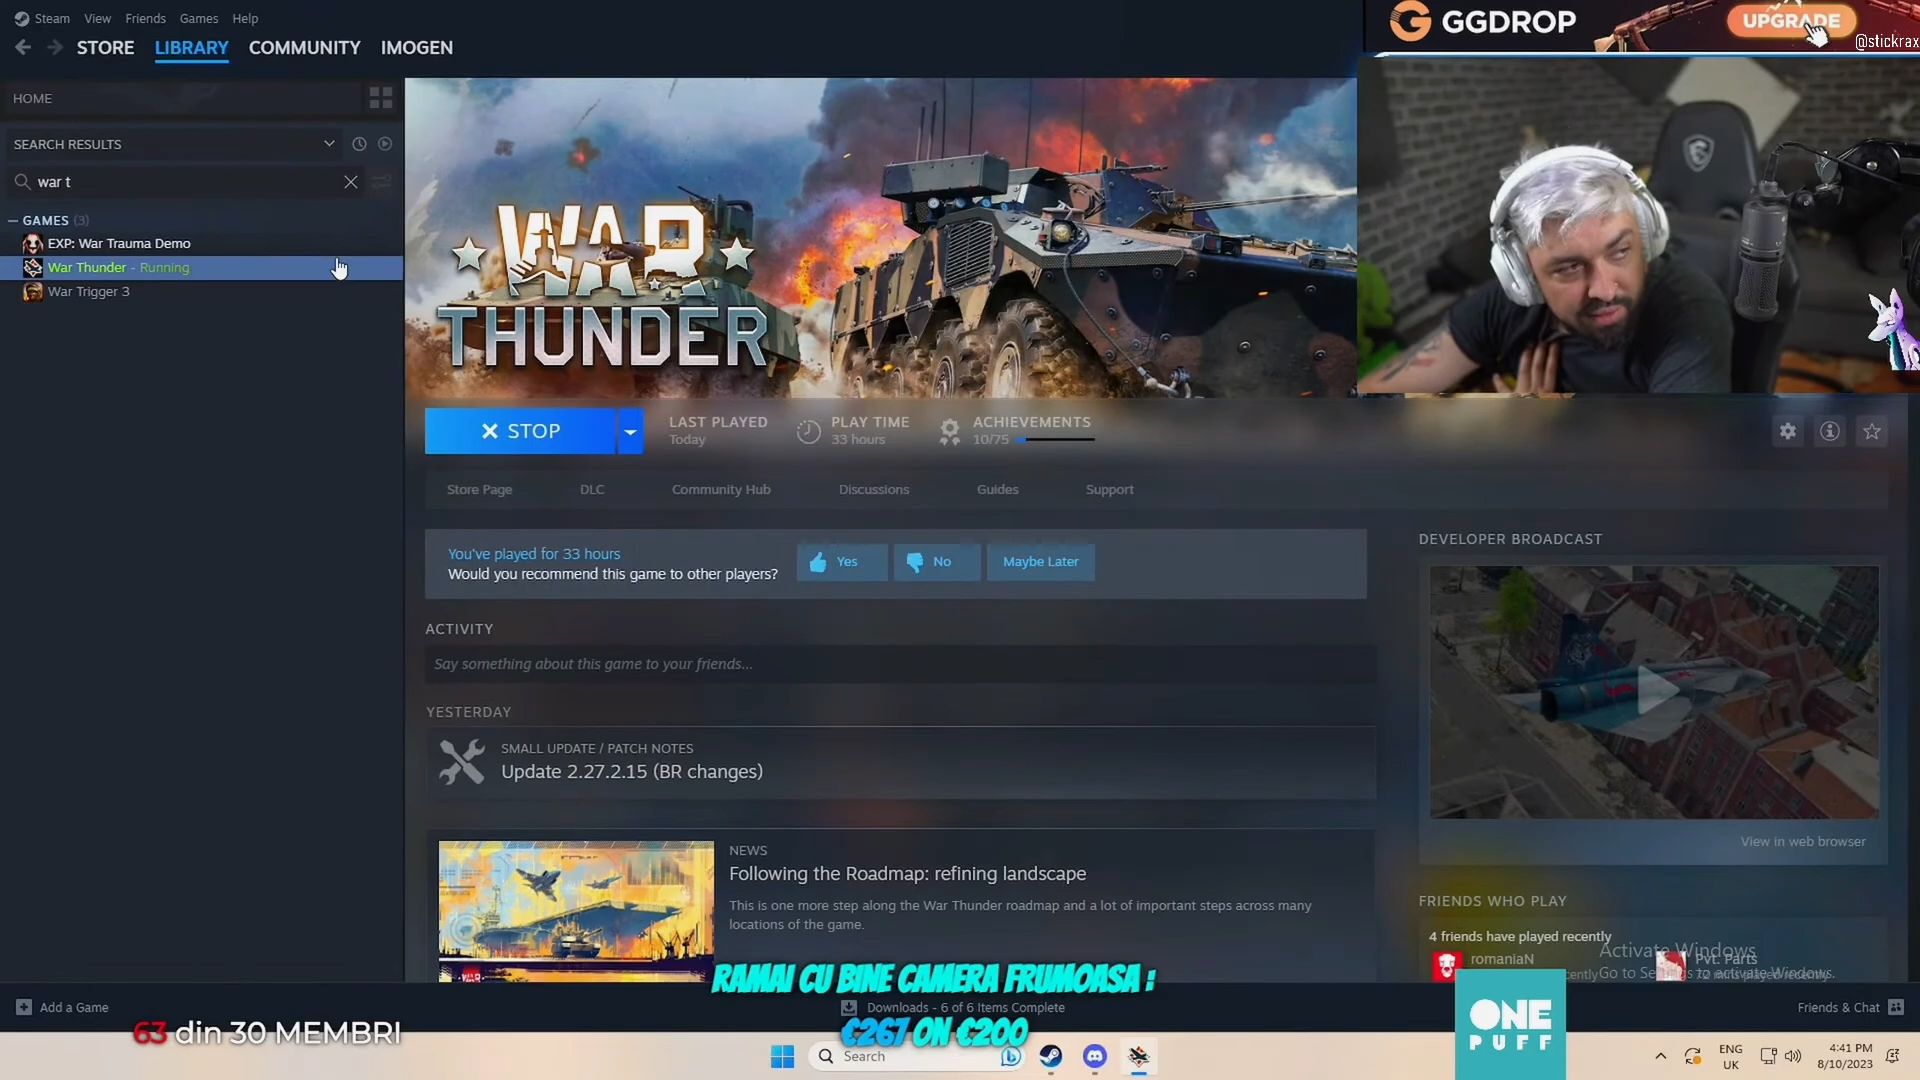 Steam View Friends Games Help
STORE LIBRARY COMMUNITY IMOGEN
GGDROP
UPGRADE
@stickrax
HOME
SEARCH RESULTS
war t
GAMES (3)
EXP: War Trauma Demo
War Thunder - Running
War Trigger 3
WAR
THUNDER
STOP
LAST PLAYED
Today
PLAY TIME
33 hours
ACHIEVEMENTS
10/75
Store Page DLC Community Hub Discussions Guides Support
You've played for 33 hours
Would you recommend this game to other players?
Yes
No
Maybe Later
ACTIVITY
Say something about this game to your friends...
YESTERDAY
SMALL UPDATE / PATCH NOTES
Update 2.27.2.15 (BR changes)
NEWS
Following the Roadmap: refining landscape
This is one more step along the War Thunder roadmap and a lot of important steps across many
locations of the game.
DEVELOPER BROADCAST
View in web browser
FRIENDS WHO PLAY
4 friends have played recently
romaniaN
Pvt. Parts
Activate Windows
Go to Settings to activate Windows.
RAMAI CU BINE CAMERA FRUMOASA :
€267 ON €200
Add a Game
Downloads - 6 of 6 Items Complete
Friends & Chat
63 din 30 MEMBRI
ONE
PUFF
Search
ENG
UK
4:41 PM
8/10/2023